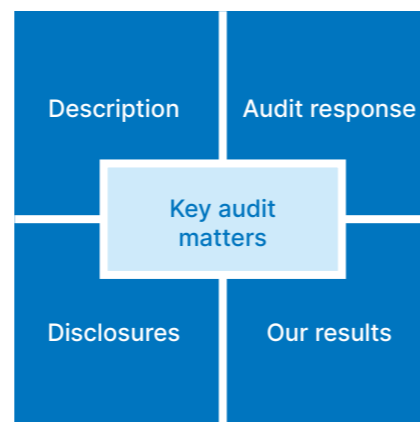 Description
Audit response
Key audit
matters
Disclosures
Our results